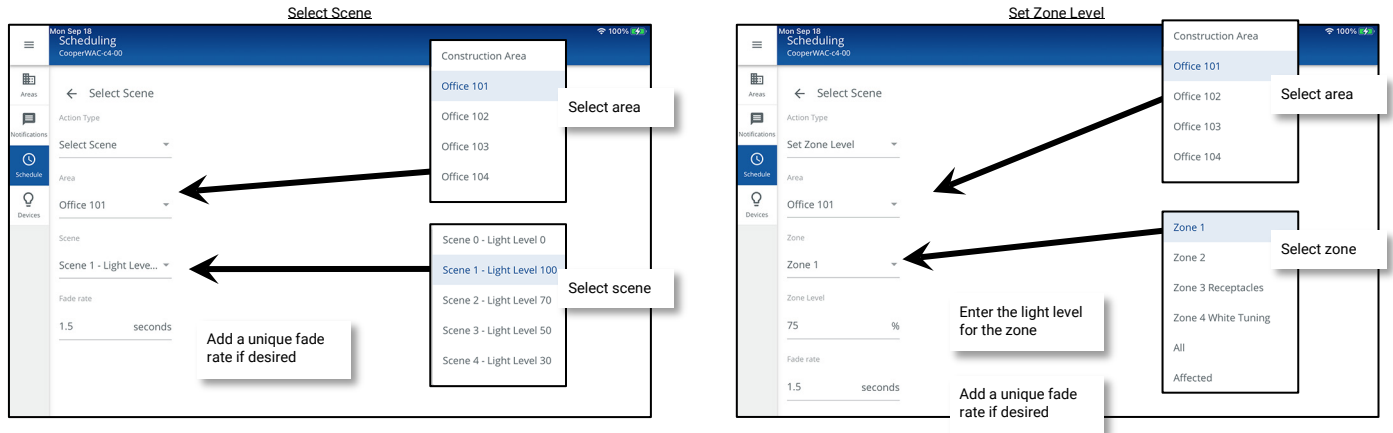 Select Scene
Mon Sep 18
100%
Scheduling
CooperWAC-c4-00
Areas
Notifications
Schedule
Devices
← Select Scene
Action Type
Select Scene
Area
Office 101
Scene
Scene 1 - Light Leve...
Fade rate
1.5 seconds
Construction Area
Office 101
Office 102
Office 103
Office 104
Select area
Scene 0 - Light Level 0
Scene 1 - Light Level 100
Scene 2 - Light Level 70
Scene 3 - Light Level 50
Scene 4 - Light Level 30
Select scene
Add a unique fade
rate if desired
Set Zone Level
Mon Sep 18
100%
Scheduling
CooperWAC-c4-00
Areas
Notifications
Schedule
Devices
← Select Scene
Action Type
Set Zone Level
Area
Office 101
Zone
Zone 1
Zone Level
75 %
Fade rate
1.5 seconds
Construction Area
Office 101
Office 102
Office 103
Office 104
Select area
Zone 1
Zone 2
Zone 3 Receptacles
Zone 4 White Tuning
All
Affected
Select zone
Enter the light level
for the zone
Add a unique fade
rate if desired